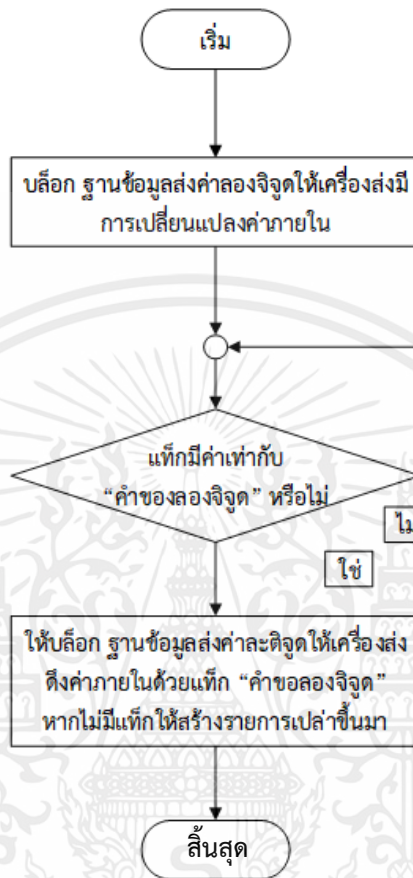 เริ่ม
บล็อก ฐานข้อมูลส่งค่าลองจิจูดให้เครื่องส่งมี
การเปลี่ยนแปลงค่าภายใน
แท็กมีค่าเท่ากับ
“คำของลองจิจูด” หรือไม่
ไม
ใช่
ให้บล็อก ฐานข้อมูลส่งค่าละติจูดให้เครื่องส่ง
ดึงค่าภายในด้วยแท็ก “คำขอลองจิจูด”
หากไม่มีแท็กให้สร้างรายการเปล่าขึ้นมา
สิ้นสุด